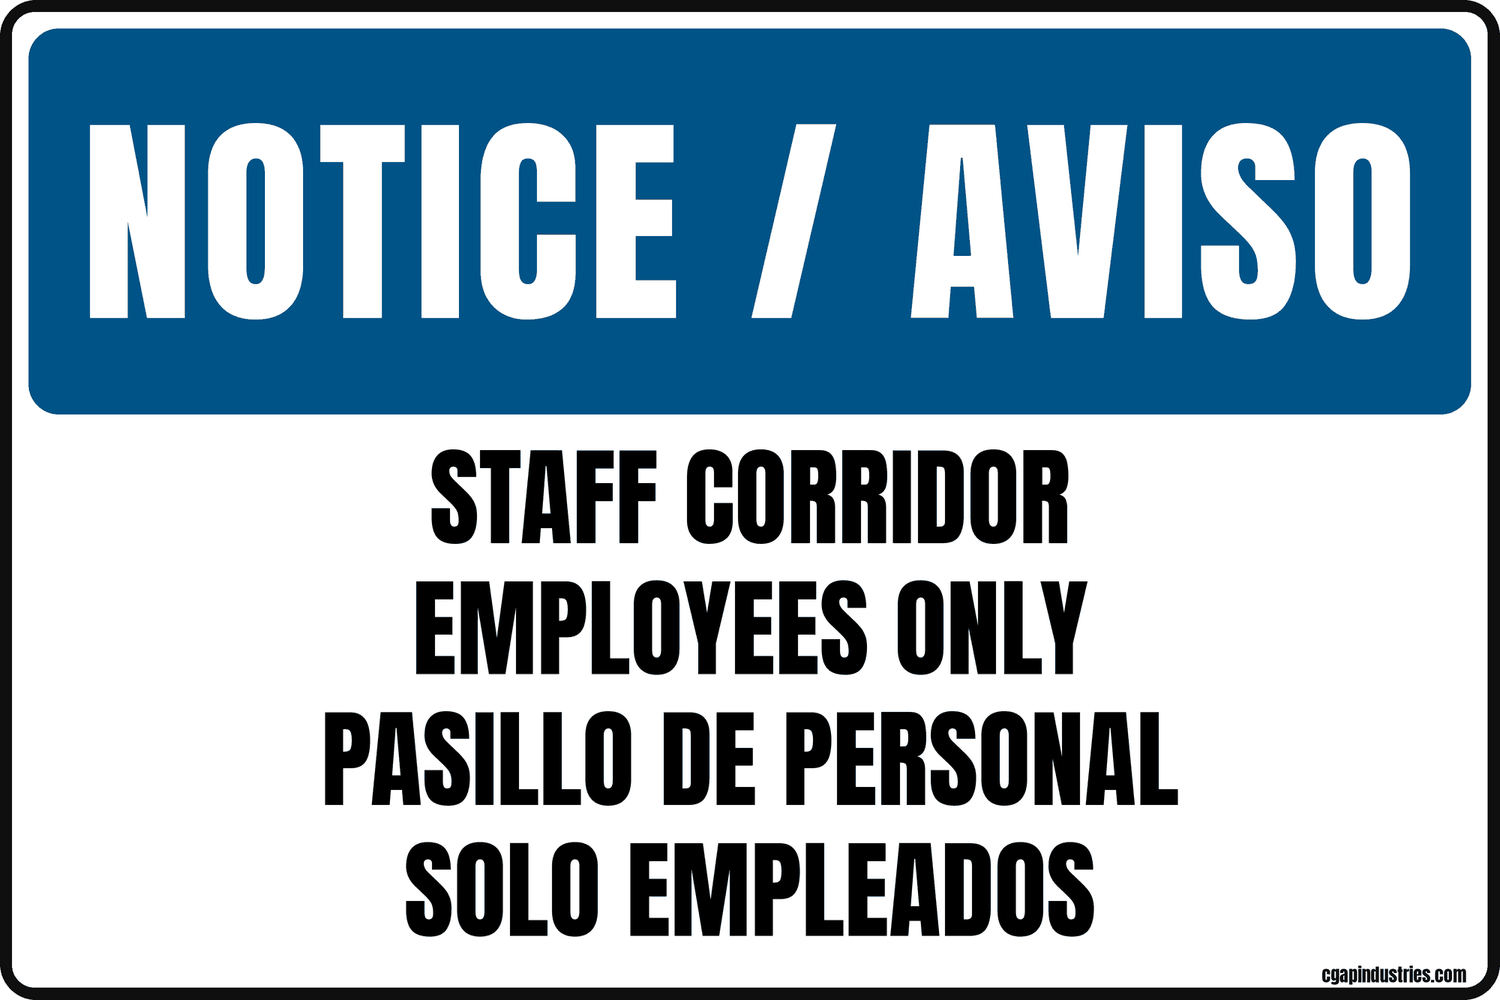 NOTICE / AVISO
STAFF CORRIDOR
EMPLOYEES ONLY
PASILLO DE PERSONAL
SOLO EMPLEADOS
cgapindustries.com